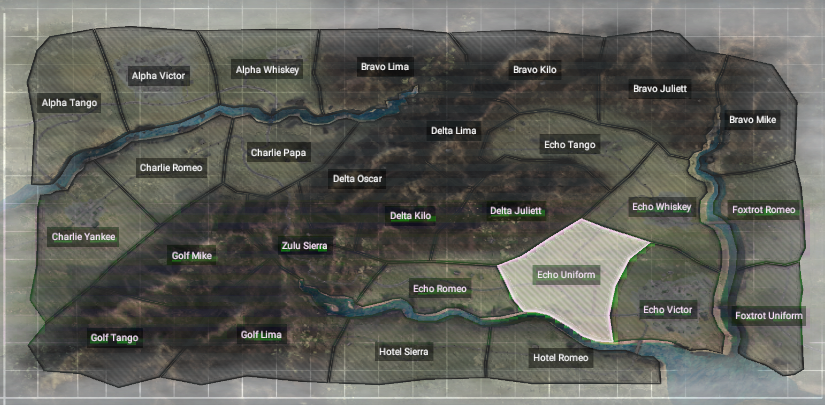 Bravo Lima
Alpha Whiskey
Bravo Kilo
Alpha Victor
Bravo Juliett
Alpha Tango
Bravo Mike
Delta Lima
Echo Tango
Charlie Papa
Charlie Romeo
Delta Oscar
Echo Whiskey
Foxtrot Romeo
Delta Juliett
Delta Kilo
Charlie Yankee
Zulu Sierra
Golf Mike
Echo Uniform
Echo Romeo
Echo Victor
Foxtrot Uniform
Golf Lima
Golf Tango
Hotel Sierra
Hotel Romeo